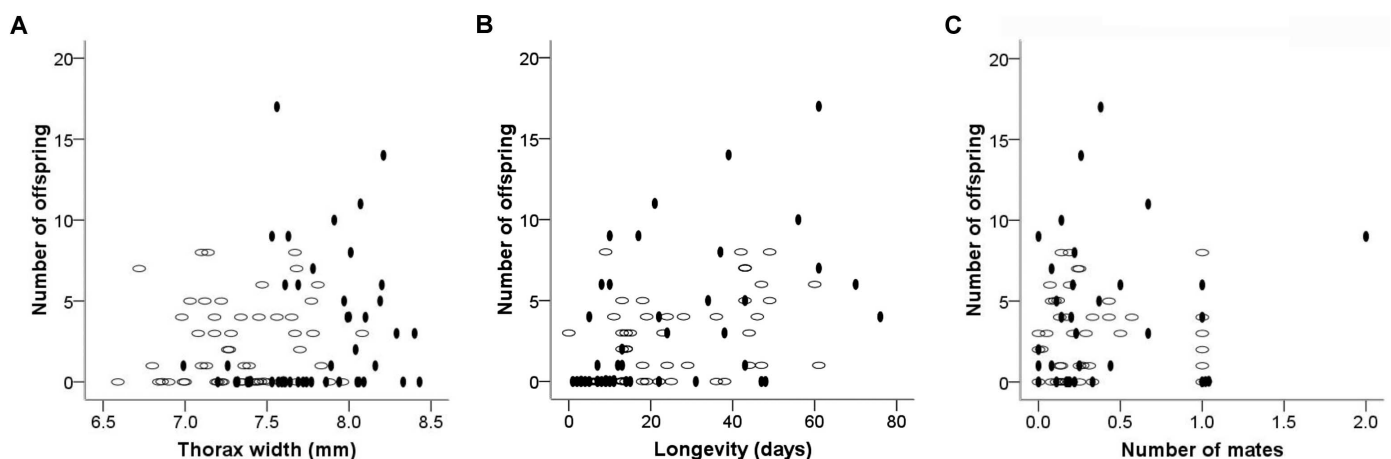 A
Number of offspring
20
15
10
5
0
6.5 7.0 7.5 8.0 8.5
Thorax width (mm)
B
Number of offspring
20
15
10
5
0
0 20 40 60 80
Longevity (days)
C
Number of offspring
20
15
10
5
0
0.0 0.5 1.0 1.5 2.0
Number of mates